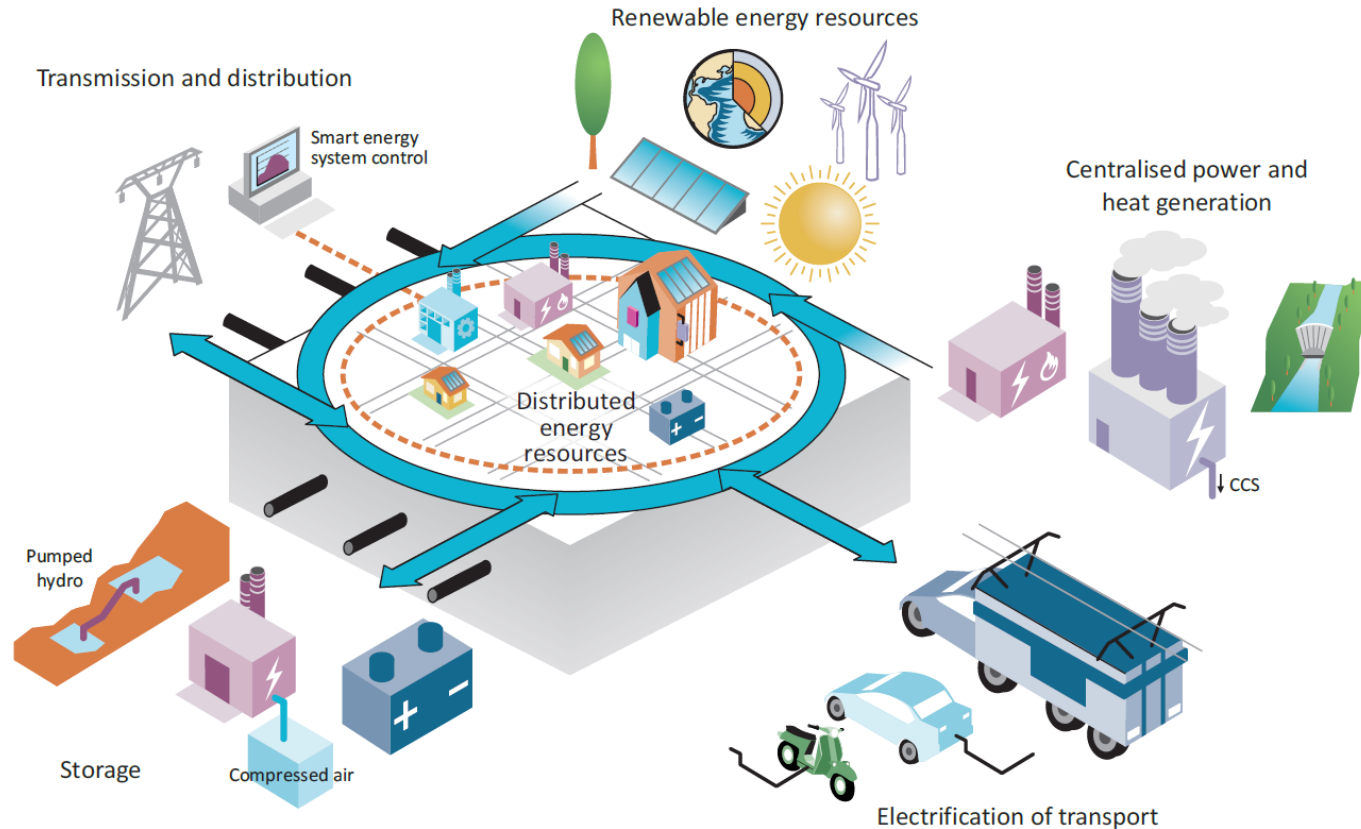 Renewable energy resources
Transmission and distribution
Smart energy
system control
Centralised power and
heat generation
Distributed
energy
resources
+ -
CCS
Pumped
hydro
+ -
Storage
Compressed air
Electrification of transport